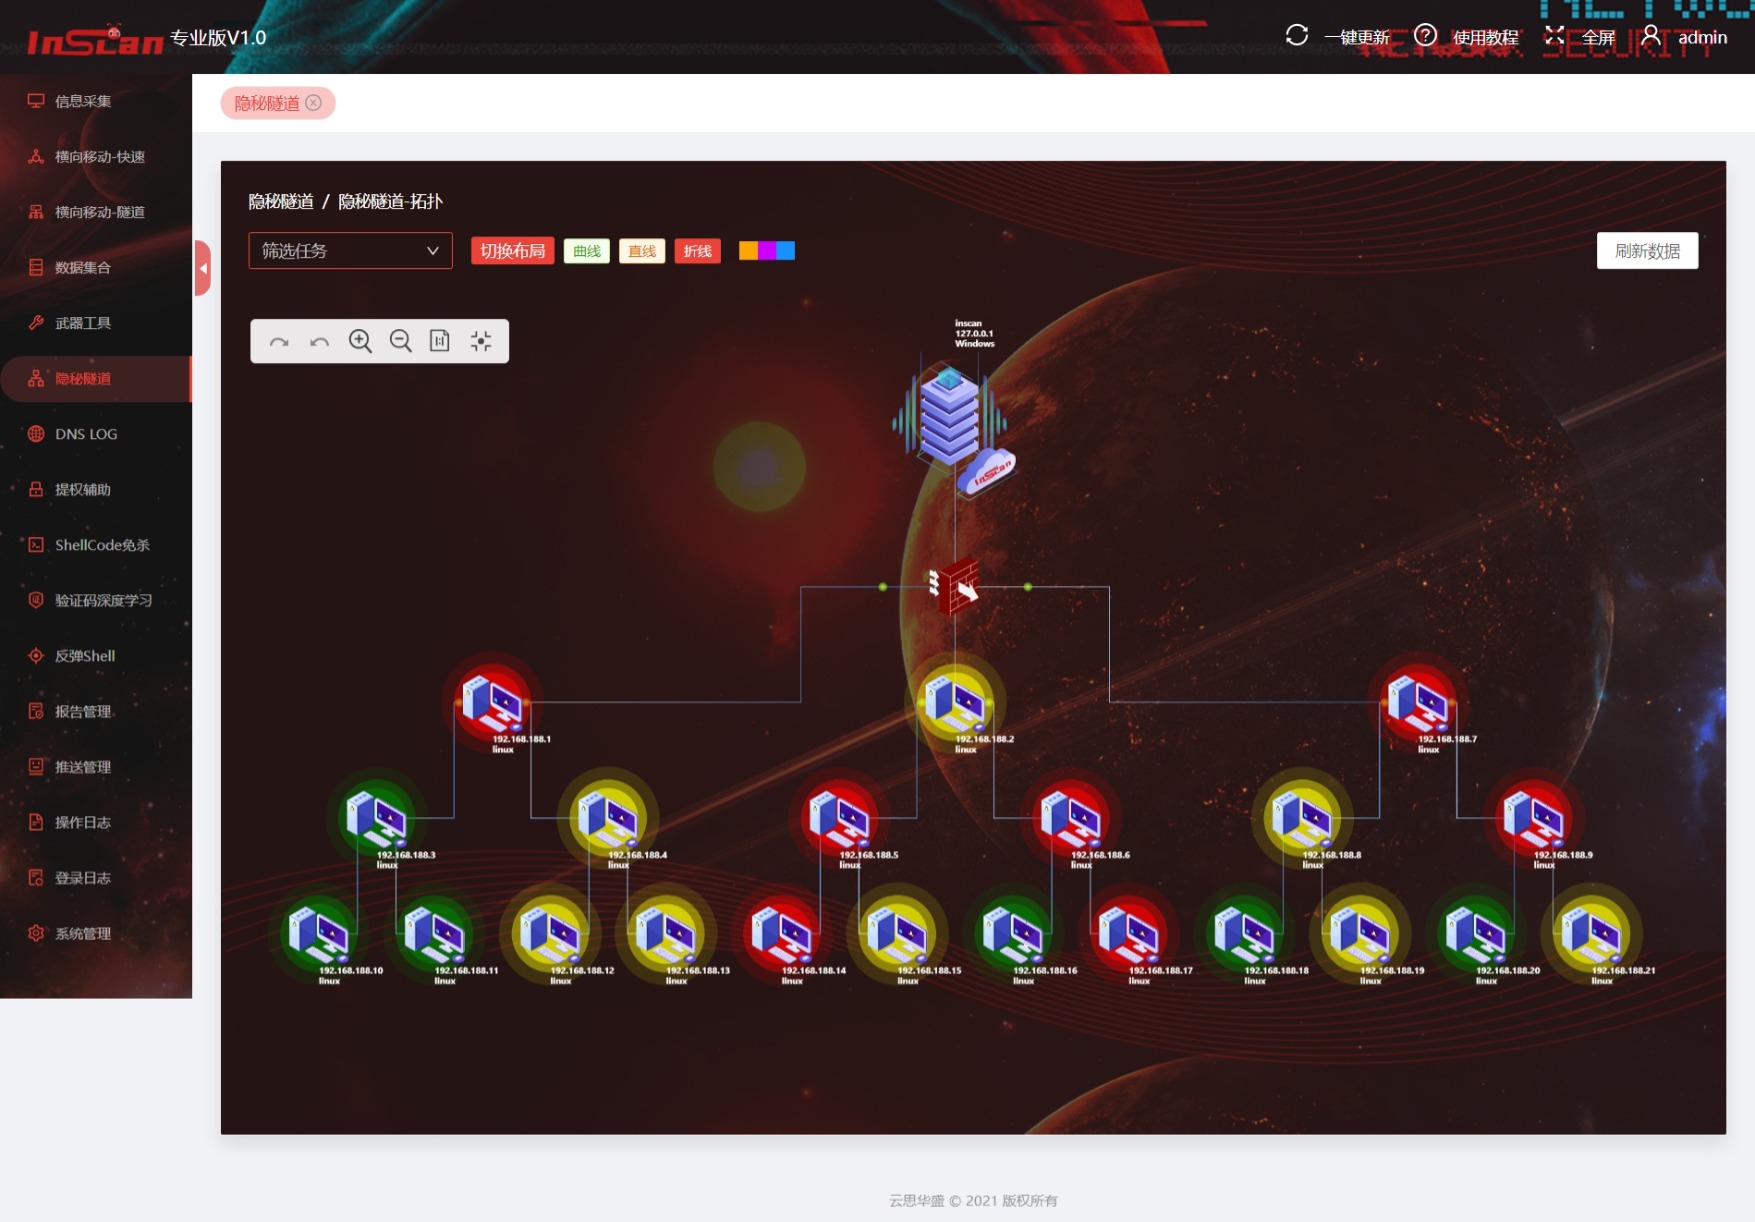 InScan 专业版V1.0
一键更新 使用教程 全屏 admin
NETWORK SECURITY
信息采集
横向移动-快速
横向移动-隧道
数据集合
武器工具
隐秘隧道
DNS LOG
提权辅助
ShellCode免杀
验证码深度学习
反弹Shell
报告管理
推送管理
操作日志
登录日志
系统管理
隐秘隧道
隐秘隧道 / 隐秘隧道-拓扑
筛选任务 切换布局 曲线 直线 折线 刷新数据
inscan
127.0.0.1
Windows
InScan
192.168.188.1
linux
192.168.188.2
linux
192.168.188.7
linux
192.168.188.3
linux
192.168.188.4
linux
192.168.188.5
linux
192.168.188.6
linux
192.168.188.8
linux
192.168.188.9
linux
192.168.188.10
linux
192.168.188.11
linux
192.168.188.12
linux
192.168.188.13
linux
192.168.188.14
linux
192.168.188.15
linux
192.168.188.16
linux
192.168.188.17
linux
192.168.188.18
linux
192.168.188.19
linux
192.168.188.20
linux
192.168.188.21
linux
云思华盛 © 2021 版权所有